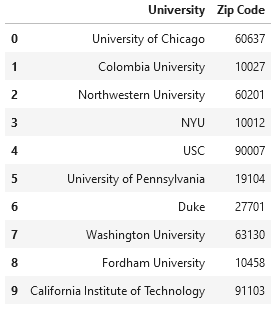 University Zip Code
0 University of Chicago 60637
1 Colombia University 10027
2 Northwestern University 60201
3 NYU 10012
4 USC 90007
5 University of Pennsylvania 19104
6 Duke 27701
7 Washington University 63130
8 Fordham University 10458
9 California Institute of Technology 91103